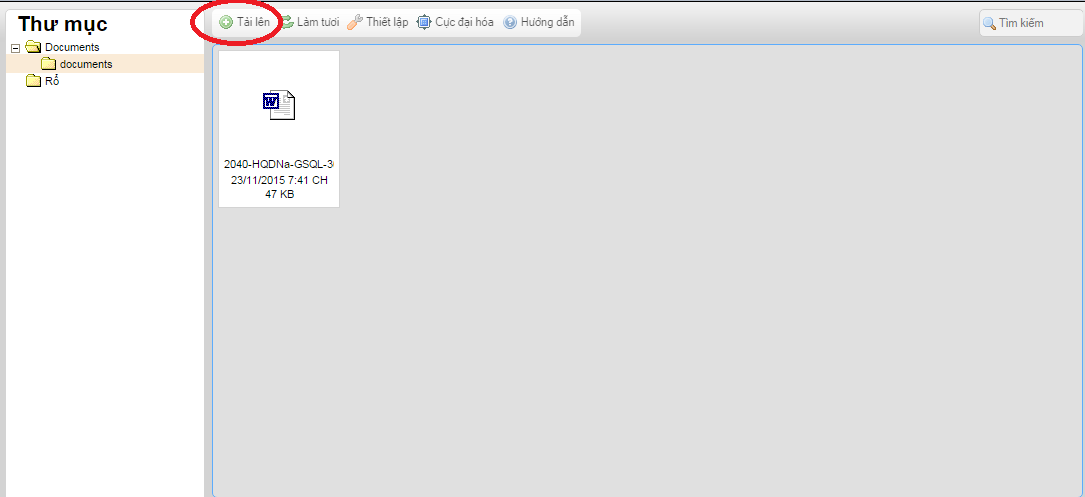 Thư mục
Documents
documents
Rổ
Tải lên Làm tươi Thiết lập Cực đại hóa Hướng dẫn
Tìm kiếm
2040-HQDNa-GSQL-3
23/11/2015 7:41 CH
47 KB